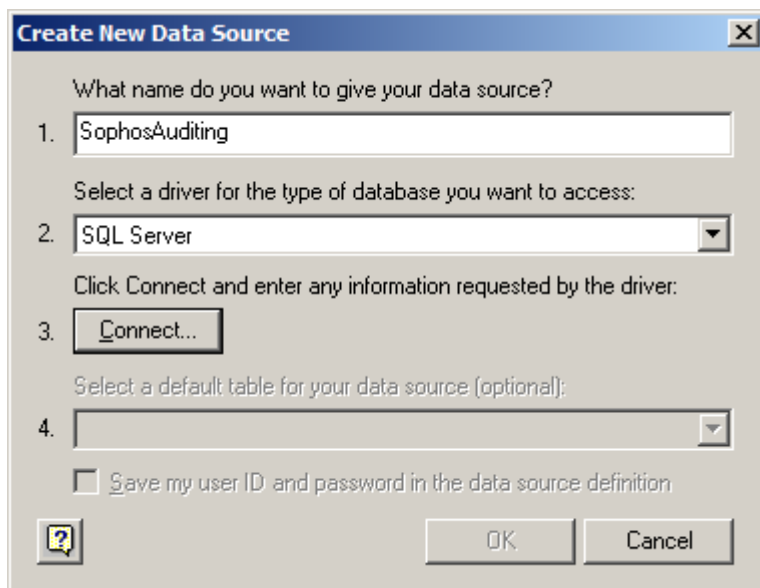 Create New Data Source
What name do you want to give your data source?
1. SophosAuditing
Select a driver for the type of database you want to access:
2. SQL Server
Click Connect and enter any information requested by the driver:
3. Connect...
Select a default table for your data source (optional):
4.
Save my user ID and password in the data source definition
? OK Cancel